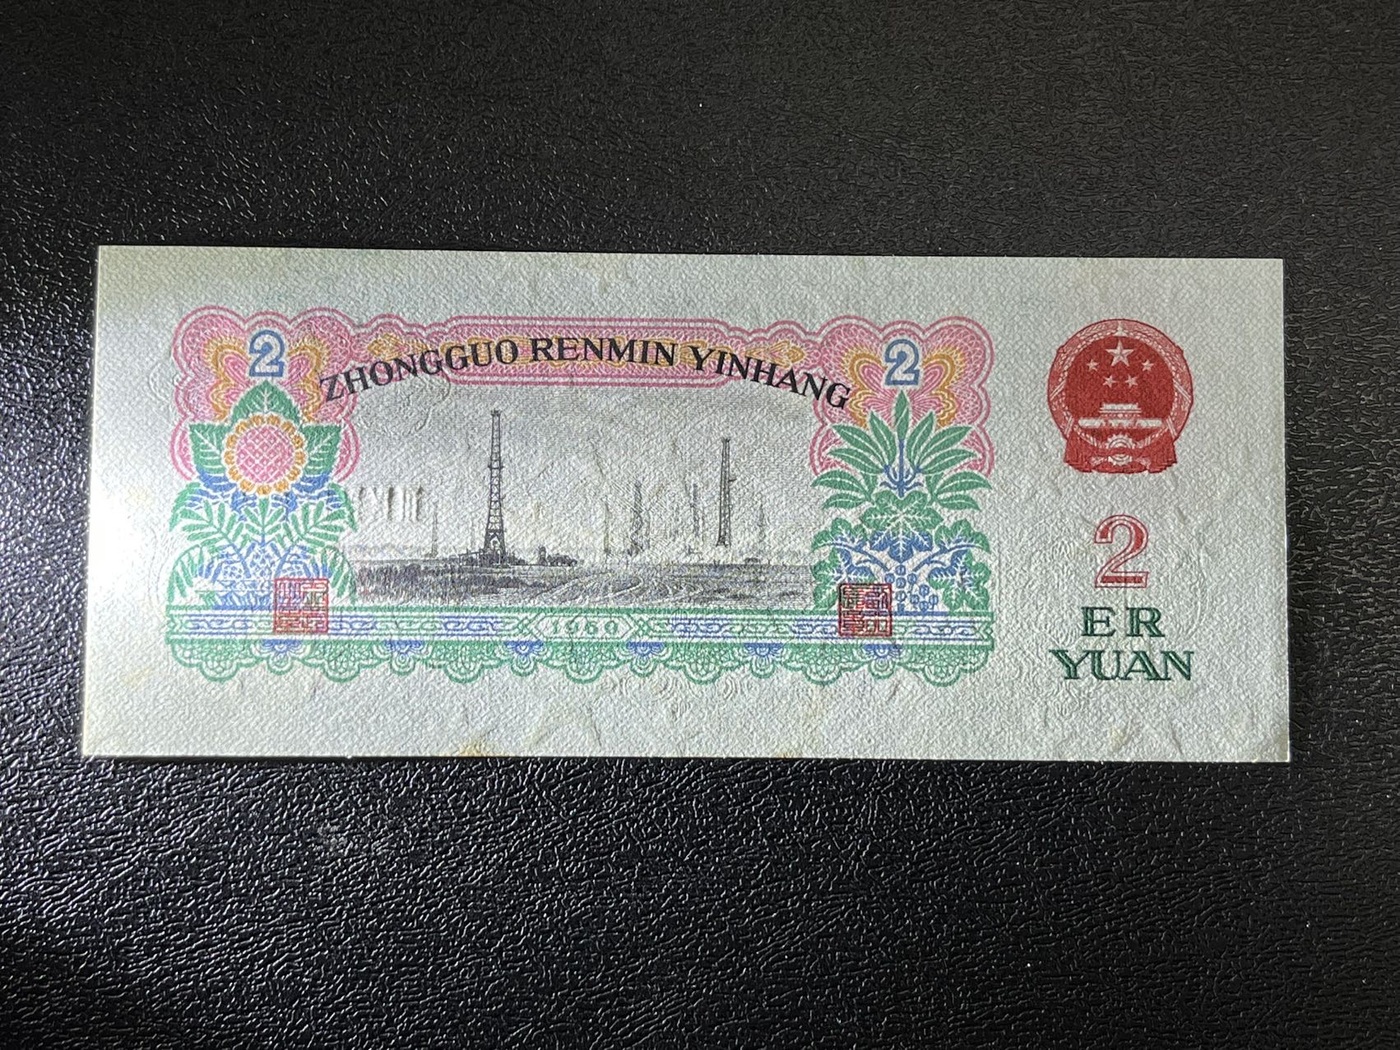 2
ZHONGGUO RENMIN YINHANG
2
1960
2
ER
YUAN